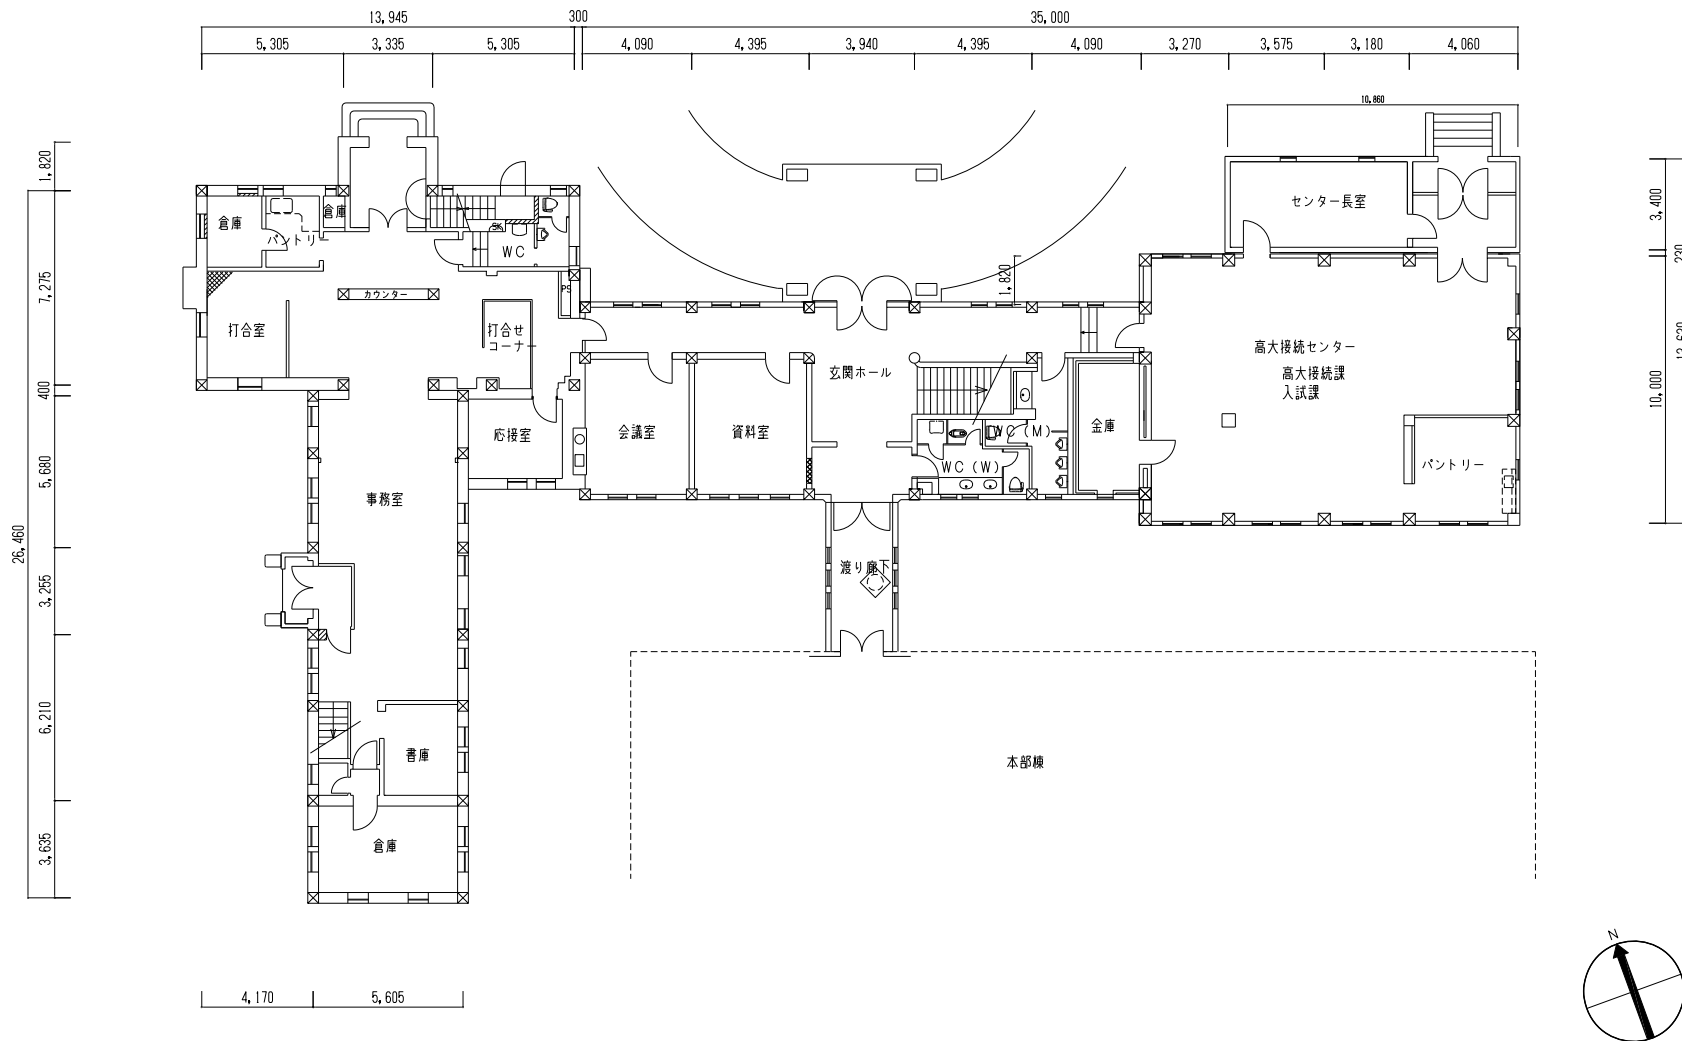 13,945
300
35,000
5,305
3,335
5,305
4,090
4,395
3,940
4,395
4,090
3,270
3,575
3,180
4,060
10,860
1,820
7,275
400
5,680
3,255
6,210
3,635
26,460
倉庫
パントリー
倉庫
SK
WC
カウンター
PS
打合室
打合せ
コーナー
応接室
事務室
書庫
倉庫
会議室
資料室
玄関ホール
1,820
WC(M)
WC(W)
金庫
渡り廊下
本部棟
センター長室
高大接続センター
高大接続課
入試課
パントリー
3,400
10,000
N
4,170
5,605